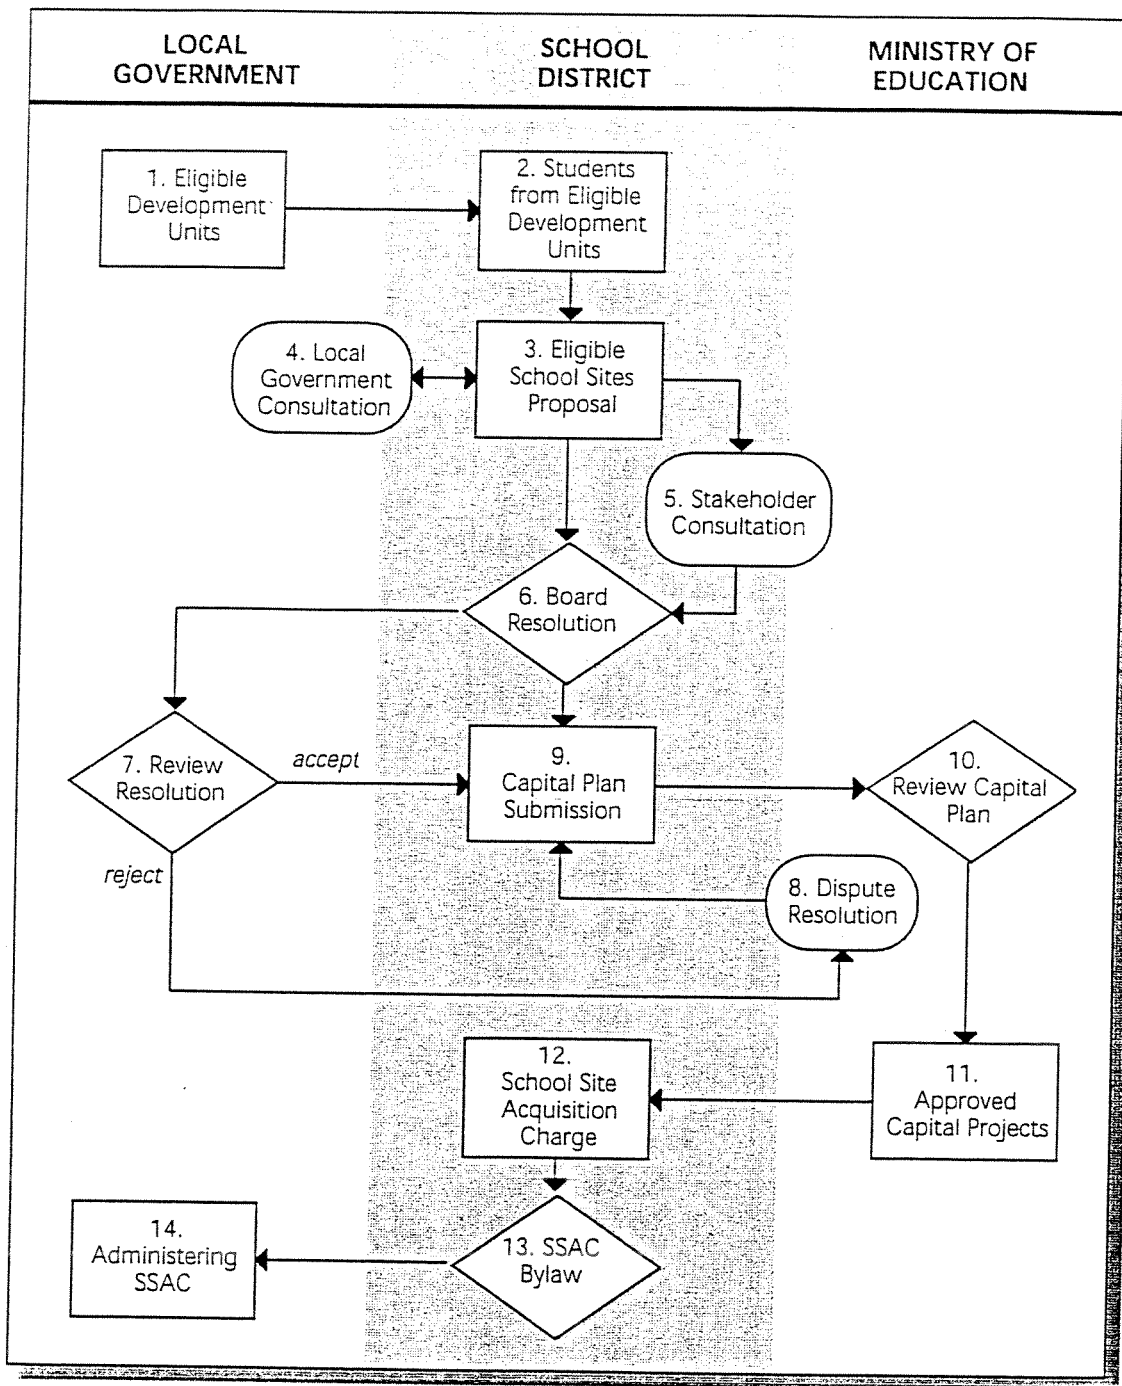 LOCAL
GOVERNMENT
SCHOOL
DISTRICT
MINISTRY OF
EDUCATION
1. Eligible
Development
Units
2. Students
from Eligible
Development
Units
4. Local
Government
Consultation
3. Eligible
School Sites
Proposal
5. Stakeholder
Consultation
6. Board
Resolution
7. Review
Resolution
accept
reject
9.
Capital Plan
Submission
10.
Review Capital
Plan
8. Dispute
Resolution
12.
School Site
Acquisition
Charge
11.
Approved
Capital Projects
14.
Administering
SSAC
13. SSAC
Bylaw